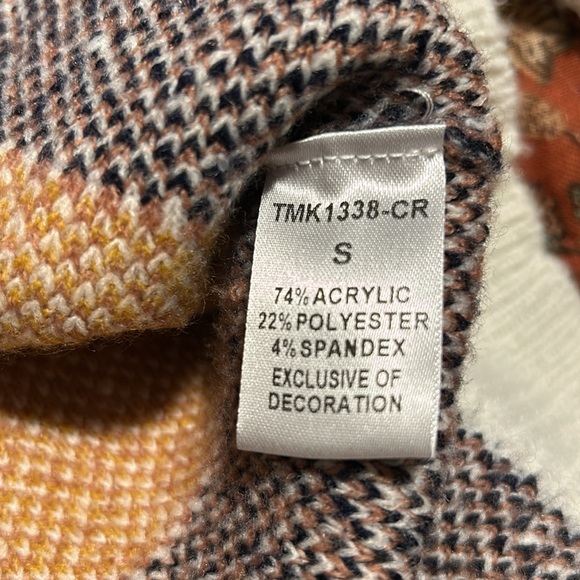 TMK1338-CR
S
74% ACRYLIC
22% POLYESTER
4% SPANDEX
EXCLUSIVE OF
DECORATION